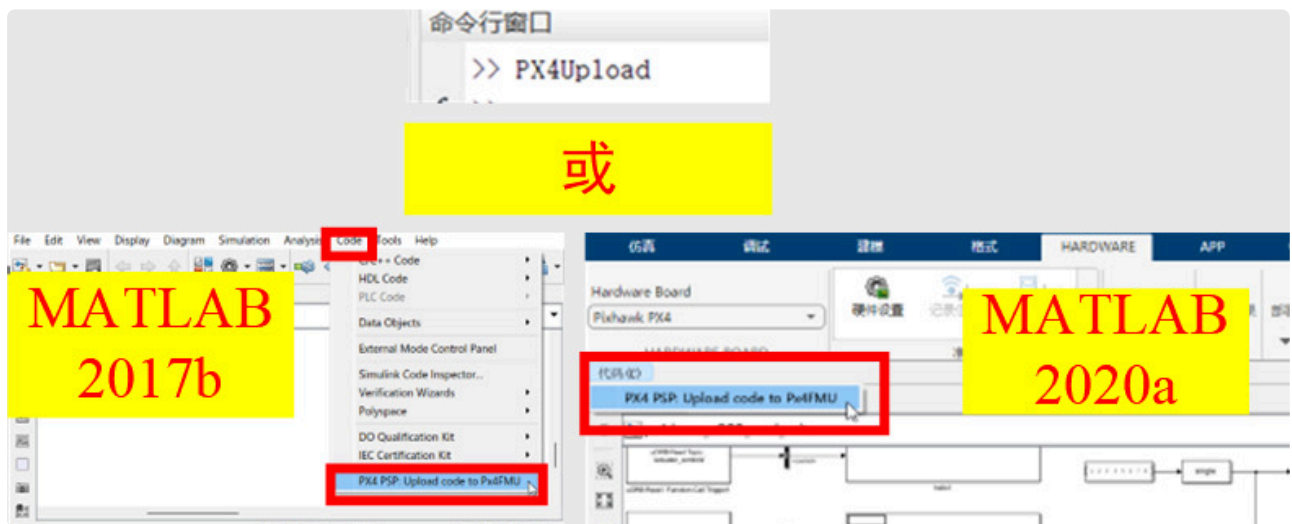 命令行窗口
>> PX4Upload
或
File Edit View Display Diagram Simulation Analysis Code Tools Help
HDL Code
PLC Code
Data Objects
External Mode Control Panel
Simulink Code Inspector...
Verification Wizards
Polyspace
DO Qualification Kit
IEC Certification Kit
PX4 PSP: Upload code to Px4FMU
MATLAB
2017b
仿真 调试 建模 格式 HARDWARE APP
Hardware Board
硬件设置
Pixhawk PX4
HARDWARE BOARD
代码(C)
PX4 PSP: Upload code to Px4FMU
MATLAB
2020a
single